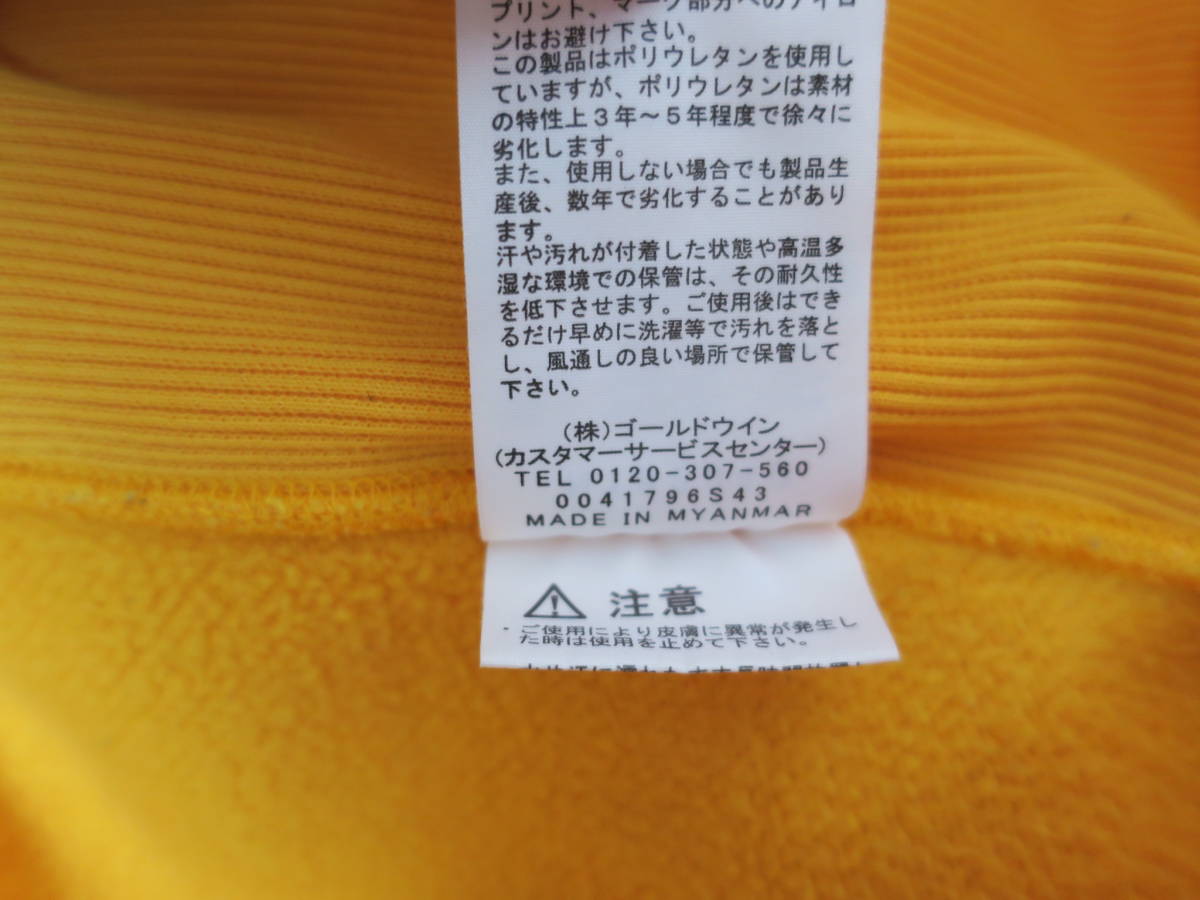 プリント、マーク部分へのアイロ
ンはお避け下さい。
この製品はポリウレタンを使用し
ていますが、ポリウレタンは素材
の特性上３年～５年程度で徐々に
劣化します。
また、使用しない場合でも製品生
産後、数年で劣化することがあり
ます。
汗や汚れが付着した状態や高温多
湿な環境での保管は、その耐久性
を低下させます。ご使用後はでき
るだけ早めに洗濯等で汚れを落と
し、風通しの良い場所で保管して
下さい。
(株)ゴールドウイン
(カスタマーサービスセンター)
TEL 0120-307-560
0041796S43
MADE IN MYANMAR
注意
・ご使用により皮膚に異常が発生し
た時は使用を止めて下さい。